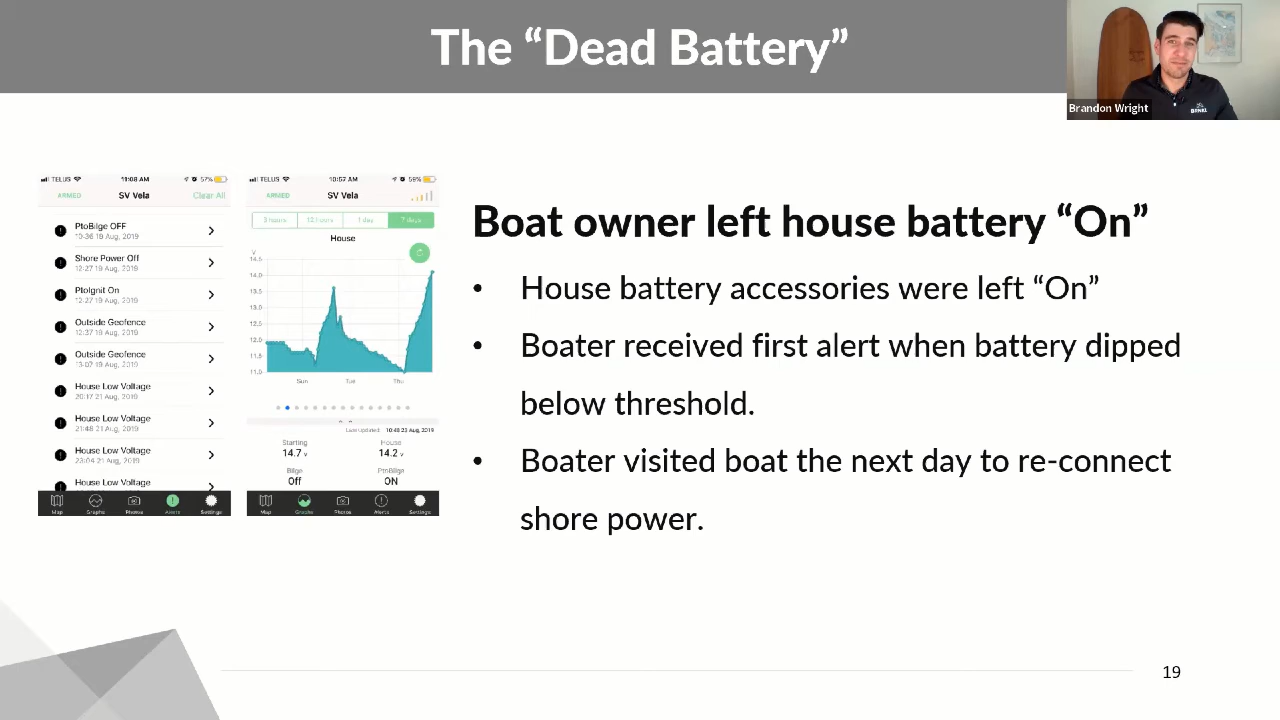 The “Dead Battery”
Brandon Wright
TELUS 11:08 AM 57%
ARMED SV Vela Clear All
PtoBilge OFF
10:36 19 Aug, 2019
Shore Power Off
12:27 19 Aug, 2019
PtoIgnit On
12:27 19 Aug, 2019
Outside Geofence
12:37 19 Aug, 2019
Outside Geofence
13:07 19 Aug, 2019
House Low Voltage
20:17 21 Aug, 2019
House Low Voltage
21:48 21 Aug, 2019
House Low Voltage
23:04 21 Aug, 2019
House Low Voltage
Map Graphs Photos Alerts Settings
TELUS 10:57 AM 59%
ARMED SV Vela
3 hours 12 hours 1 day 7 days
House
V
14.5
14.0
13.5
13.0
12.5
12.0
11.5
11.0
Sun Tue Thu
Last updated: 10:48 23 Aug, 2019
Starting House
14.7 v 14.2 v
Bilge PtoBilge
Off ON
Map Graphs Photos Alerts Settings
Boat owner left house battery “On”
• House battery accessories were left “On”
• Boater received first alert when battery dipped
below threshold.
• Boater visited boat the next day to re-connect
shore power.
19